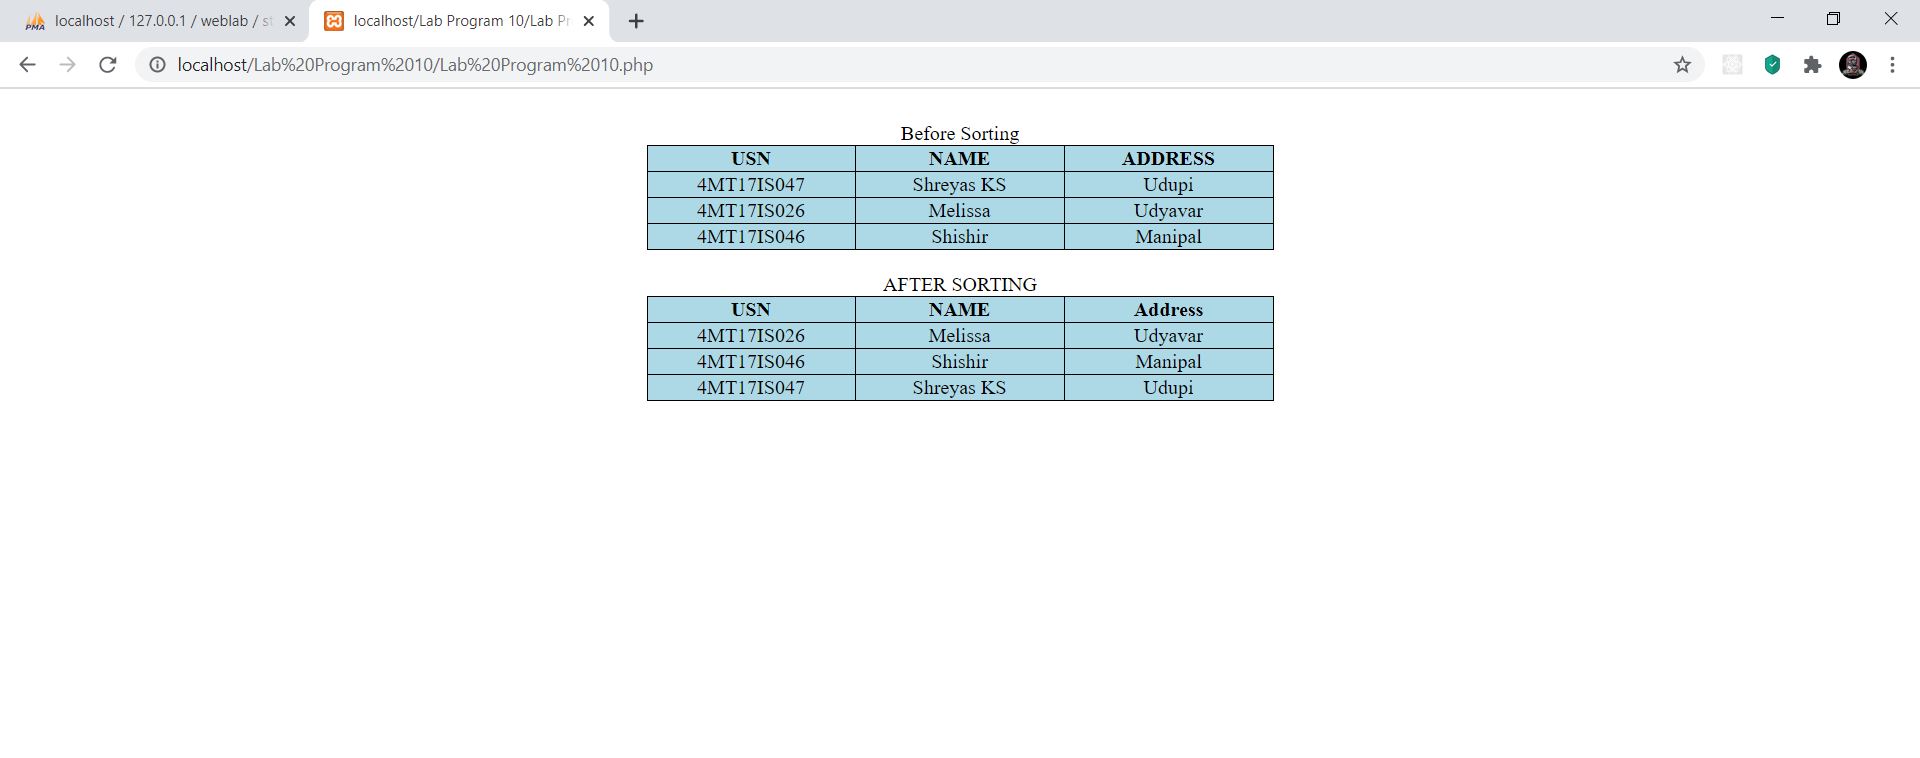 PMA localhost / 127.0.0.1 / weblab / st localhost/Lab Program 10/Lab Pr
localhost/Lab%20Program%2010/Lab%20Program%2010.php
Before Sorting
USN NAME ADDRESS
4MT17IS047 Shreyas KS Udupi
4MT17IS026 Melissa Udyavar
4MT17IS046 Shishir Manipal
AFTER SORTING
USN NAME Address
4MT17IS026 Melissa Udyavar
4MT17IS046 Shishir Manipal
4MT17IS047 Shreyas KS Udupi